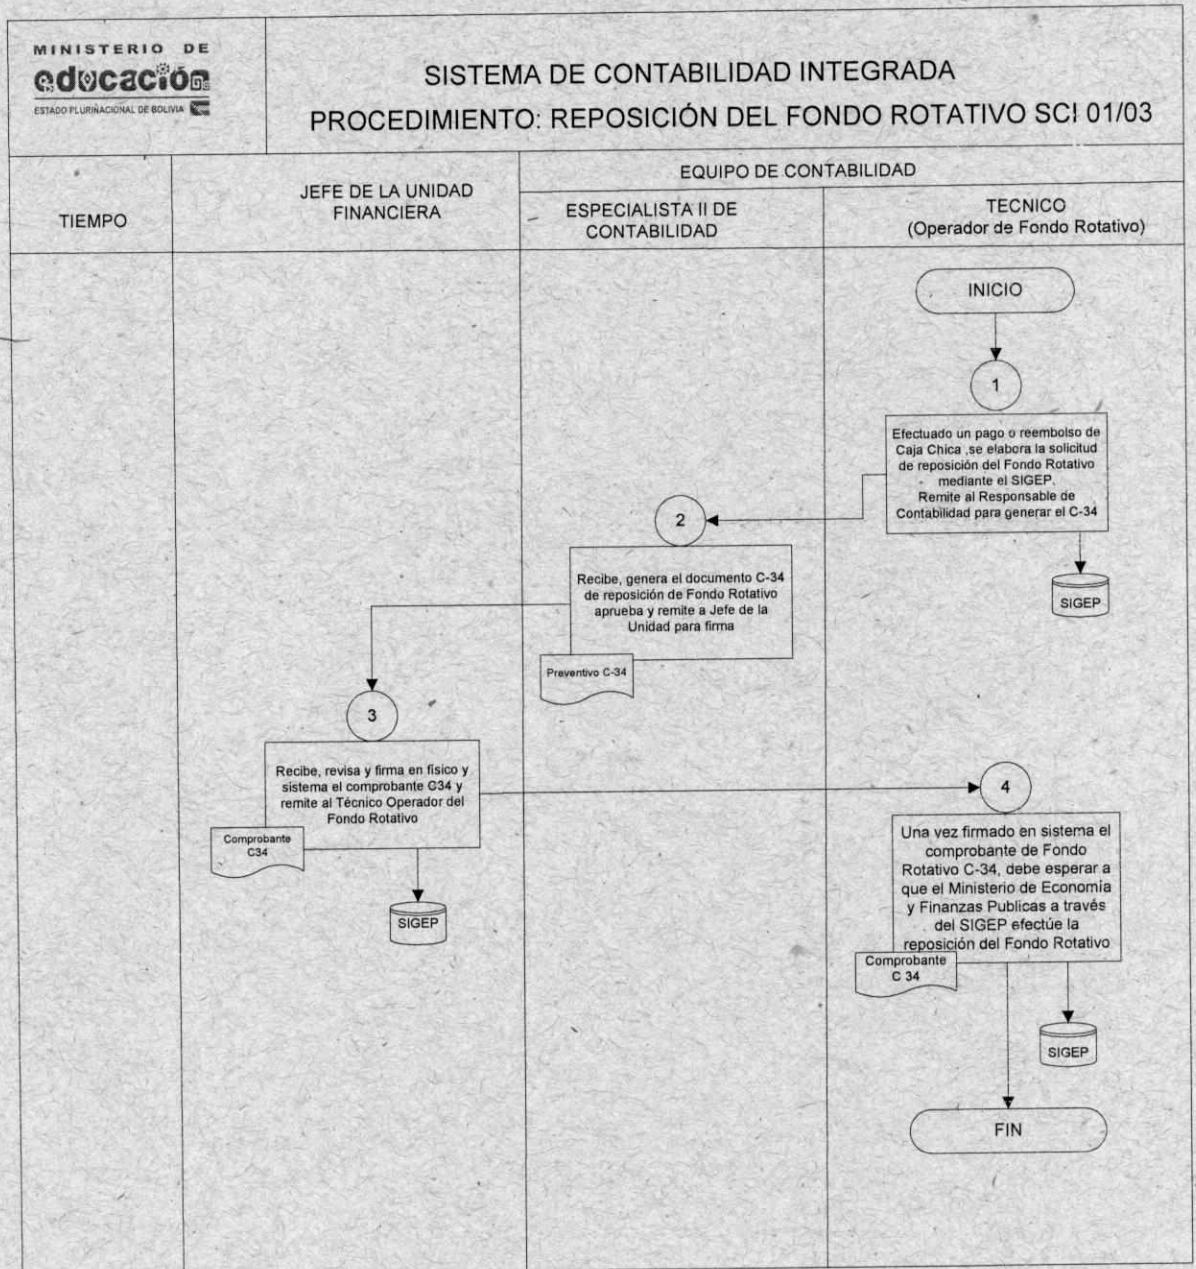 MINISTERIO DE
educación
ESTADO PLURINACIONAL DE BOLIVIA
SISTEMA DE CONTABILIDAD INTEGRADA
PROCEDIMIENTO: REPOSICIÓN DEL FONDO ROTATIVO SCI 01/03
TIEMPO
JEFE DE LA UNIDAD
FINANCIERA
EQUIPO DE CONTABILIDAD
ESPECIALISTA II DE
CONTABILIDAD
TECNICO
(Operador de Fondo Rotativo)
INICIO
1
Efectuado un pago o reembolso de
Caja Chica ,se elabora la solicitud
de reposición del Fondo Rotativo
mediante el SIGEP.
Remite al Responsable de
Contabilidad para generar el C-34
SIGEP
2
Recibe, genera el documento C-34
de reposición de Fondo Rotativo
aprueba y remite a Jefe de la
Unidad para firma
Preventivo C-34
3
Recibe, revisa y firma en físico y
sistema el comprobante C34 y
remite al Técnico Operador del
Fondo Rotativo
Comprobante
C34
SIGEP
4
Una vez firmado en sistema el
comprobante de Fondo
Rotativo C-34, debe esperar a
que el Ministerio de Economía
y Finanzas Publicas a través
del SIGEP efectúe la
reposición del Fondo Rotativo
Comprobante
C 34
SIGEP
FIN